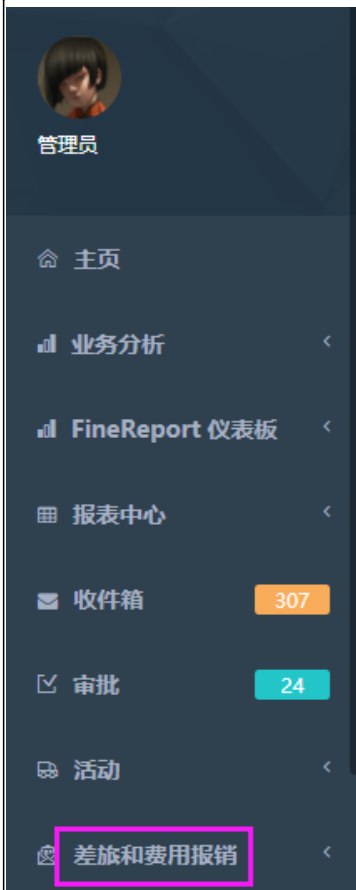 管理员
主页
业务分析
FineReport 仪表板
报表中心
收件箱 307
审批 24
活动
差旅和费用报销